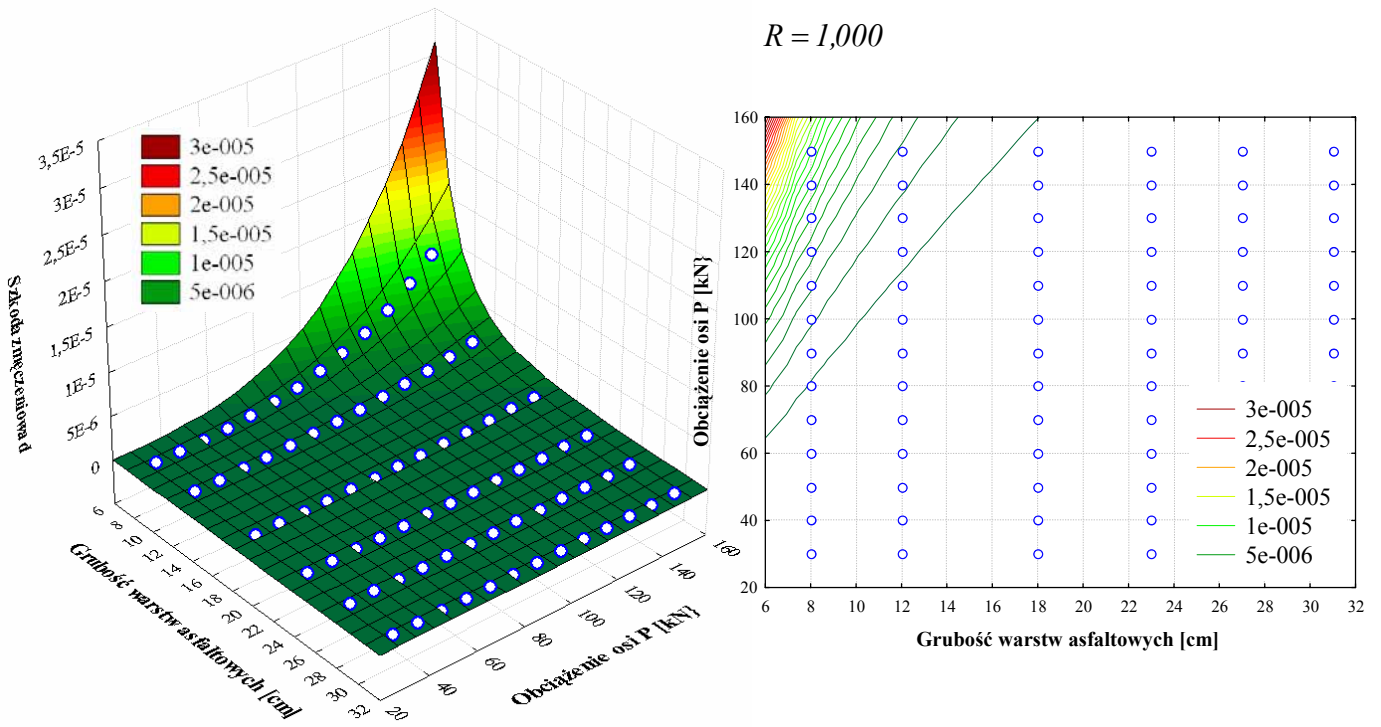 R = 1,000
3,5E-5
3E-5
2,5E-5
2E-5
1,5E-5
1E-5
5E-6
0
Szkoda zmęczeniowa d
3e-005
2,5e-005
2e-005
1,5e-005
1e-005
5e-006
6
8
10
12
14
16
18
20
22
24
26
28
30
32
Grubość warstw asfaltowych [cm]
20
40
60
80
100
120
140
160
Obciążenie osi P [kN}
Obciążenie osi P [kN}
160
140
120
100
80
60
40
20
6 8 10 12 14 16 18 20 22 24 26 28 30 32
Grubość warstw asfaltowych [cm]
3e-005
2,5e-005
2e-005
1,5e-005
1e-005
5e-006